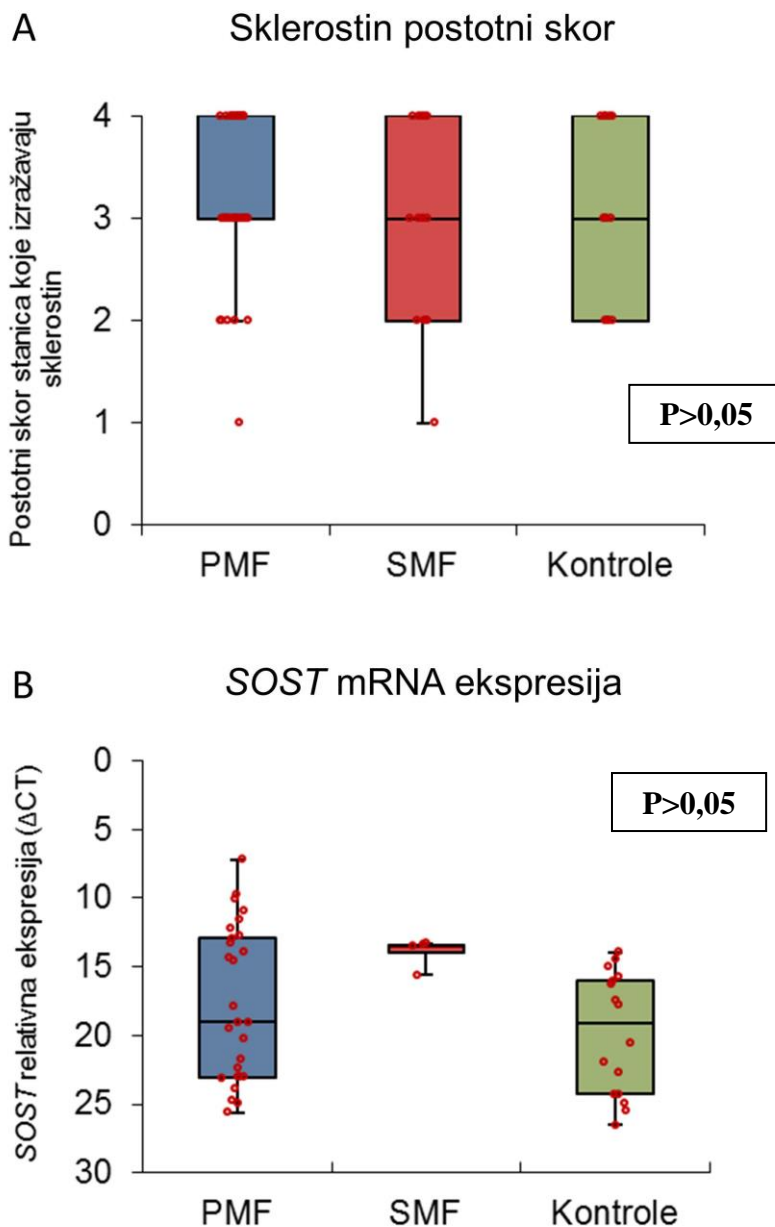 A
Sklerostin postotni skor
Postotni skor stanica koje izražavaju
sklerostin
4
3
2
1
0
P>0,05
PMF
SMF
Kontrole
B
SOST mRNA ekspresija
SOST relativna ekspresija (ΔCT)
0
5
10
15
20
25
30
P>0,05
PMF
SMF
Kontrole